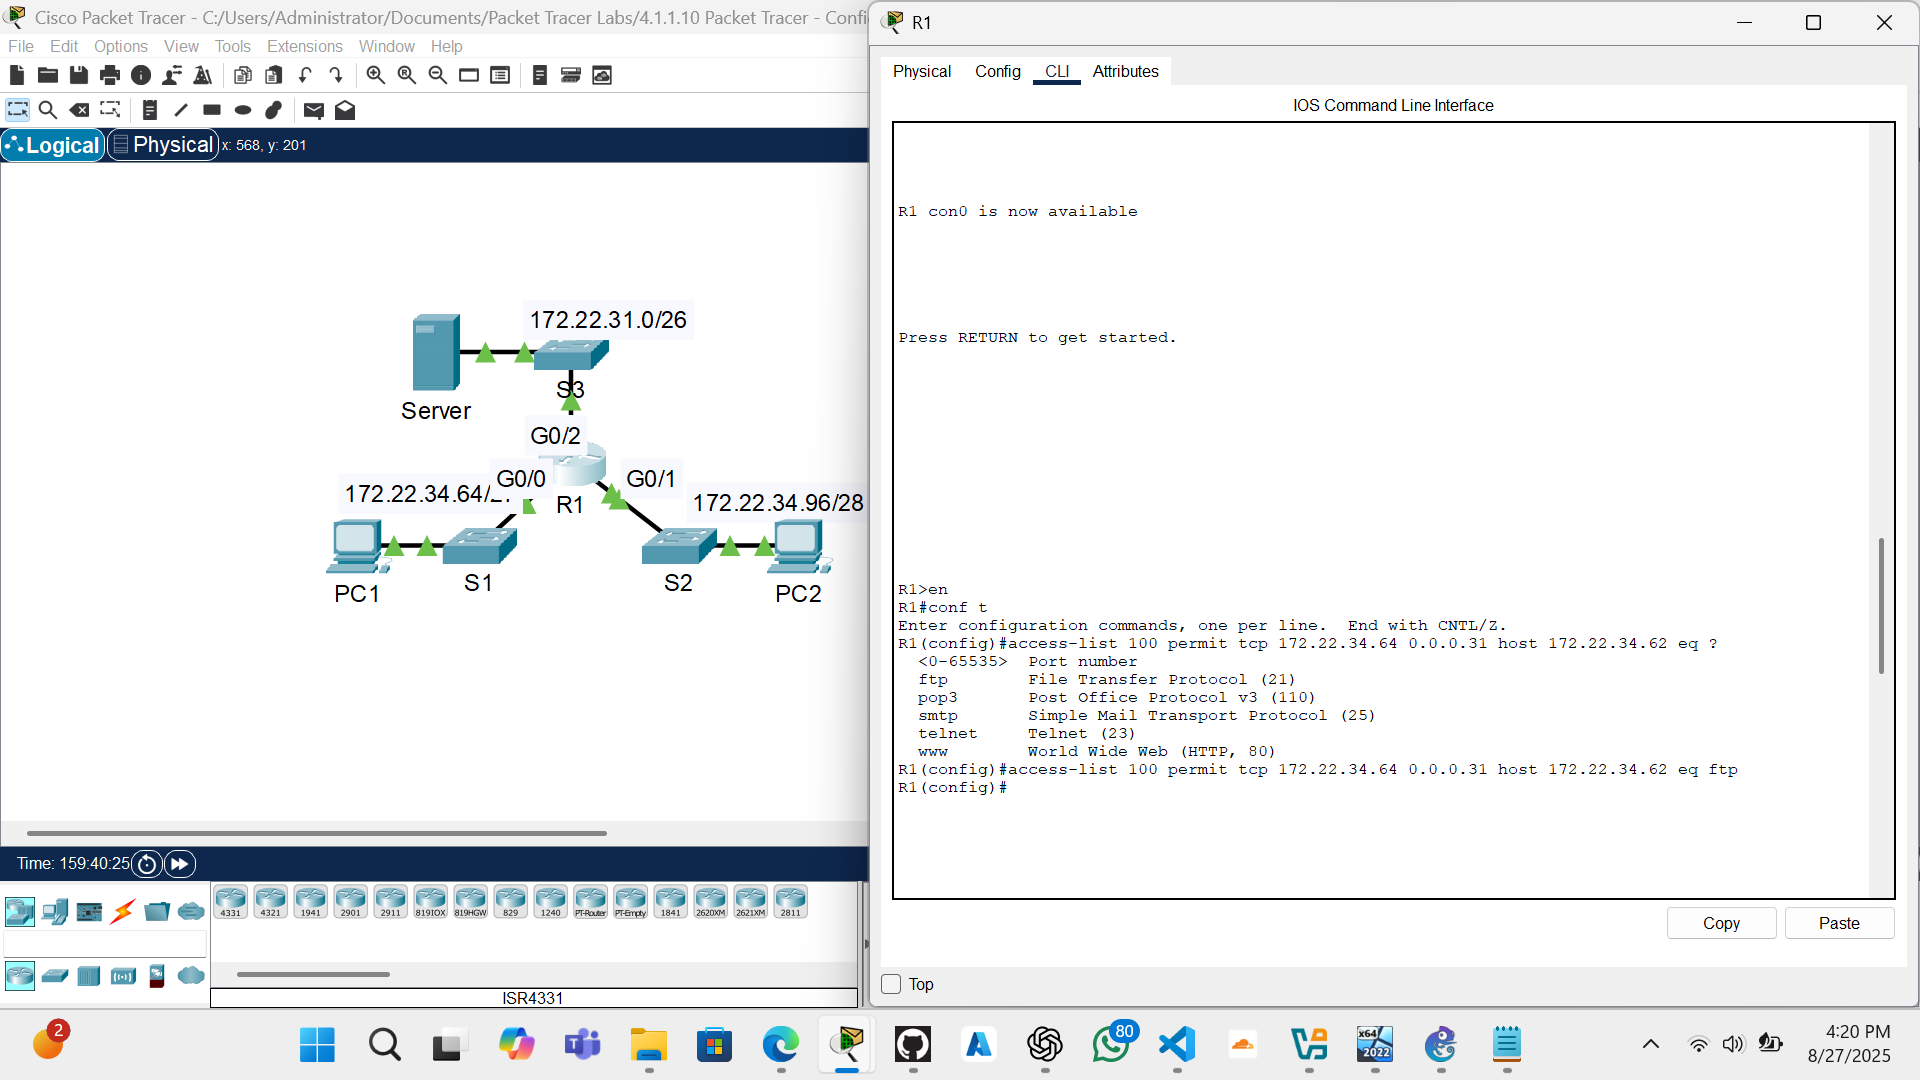 Cisco Packet Tracer - C:/Users/Administrator/Documents/Packet Tracer Labs/4.1.1.10 Packet Tracer - Confi
File Edit Options View Tools Extensions Window Help
Logical Physical x: 568, y: 201
172.22.31.0/26
S3
Server
G0/2
G0/0
G0/1
172.22.34.64/
R1
172.22.34.96/28
S1
S2
PC1
PC2
Time: 159:40:25
4331 4321 1941 2901 2911 819IOX 819HGW 829 1240 PT-Router PT-Empty 1841 2620XM 2621XM 2811
ISR4331
R1
Physical Config CLI Attributes
IOS Command Line Interface
R1 con0 is now available
Press RETURN to get started.
R1>en
R1#conf t
Enter configuration commands, one per line. End with CNTL/Z.
R1(config)#access-list 100 permit tcp 172.22.34.64 0.0.0.31 host 172.22.34.62 eq ?
<0-65535> Port number
ftp File Transfer Protocol (21)
pop3 Post Office Protocol v3 (110)
smtp Simple Mail Transport Protocol (25)
telnet Telnet (23)
www World Wide Web (HTTP, 80)
R1(config)#access-list 100 permit tcp 172.22.34.64 0.0.0.31 host 172.22.34.62 eq ftp
R1(config)#
Copy Paste
Top
2
80
x64
2022
4:20 PM
8/27/2025